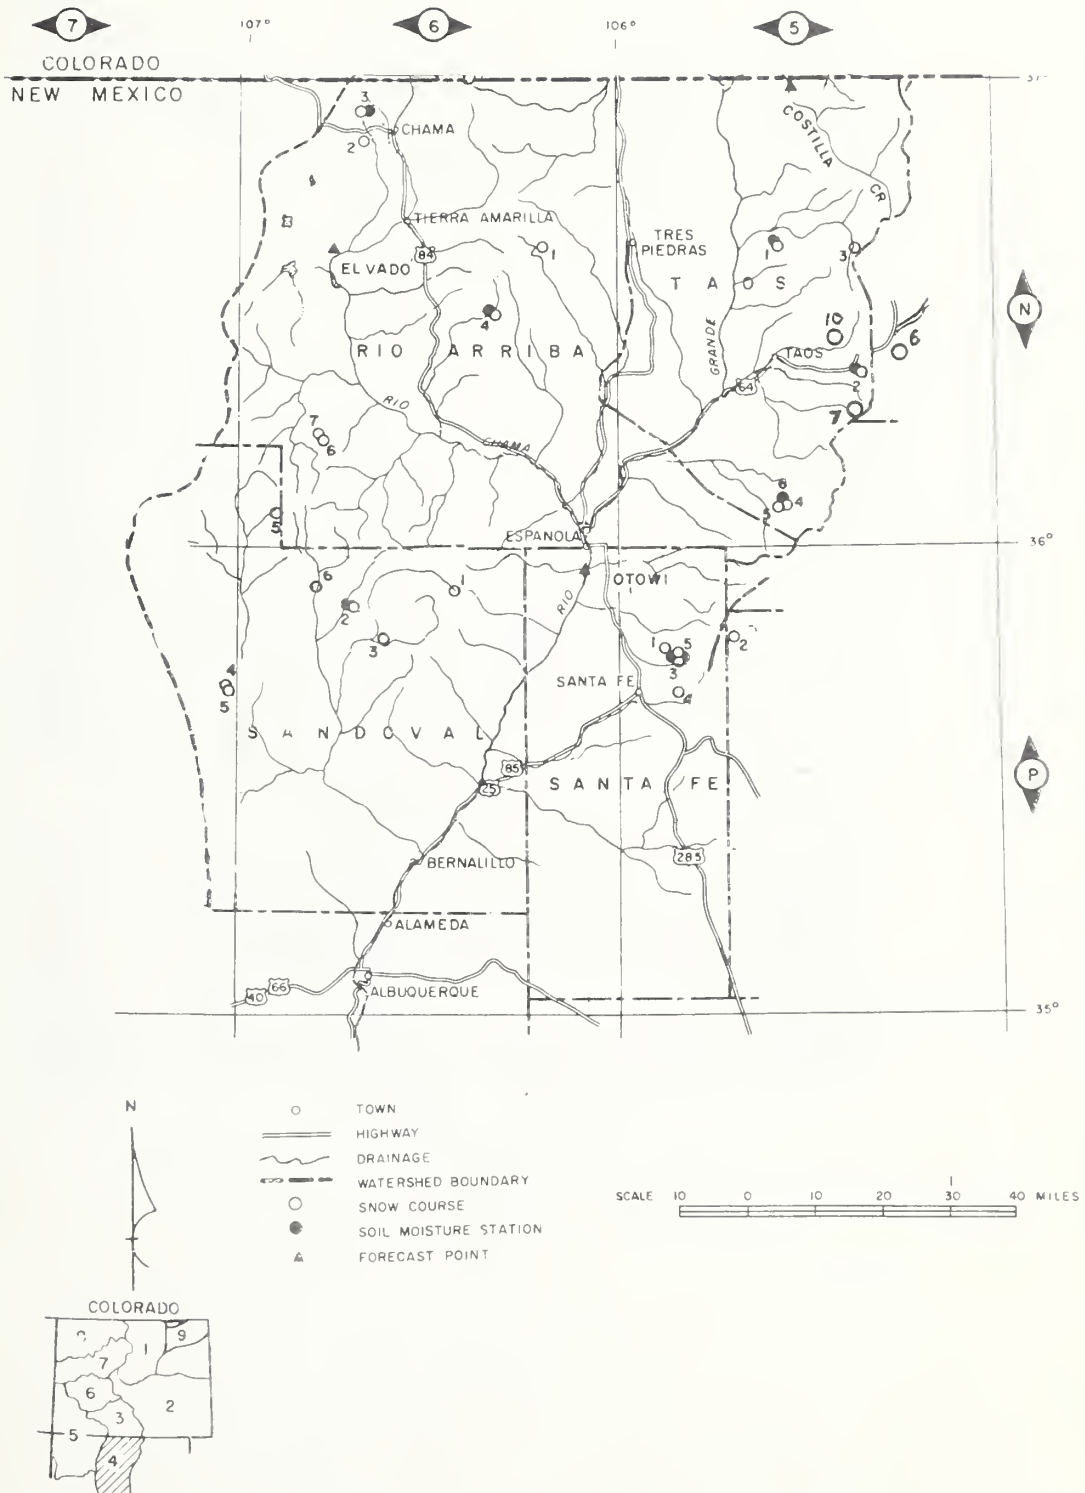 7 6 5
107° 106°
COLORADO
37°
NEW MEXICO
3
CHAMA
2
COSTILLA
CR
TIERRA AMARILLA
TRES
PIEDRAS
1
1
3
84
EL VADO
TAOS
N
4
10
6
RIO ARRIBA
GRANDE
TAOS
2
64
RIO
7
7
CHAMA
6
6
5
4
5
ESPANOLA
36°
6
1
OTOWI
RIO
2
3
1
5
2
3
4
SANTA FE
4
5
SANDOVAL
85
P
25
SANTA FE
285
BERNALILLO
ALAMEDA
66
40
ALBUQUERQUE
35°
N
TOWN
HIGHWAY
DRAINAGE
WATERSHED BOUNDARY
SNOW COURSE
SOIL MOISTURE STATION
FORECAST POINT
SCALE 10 0 10 20 30 40 MILES
COLORADO
1
9
7
6
2
3
5
4